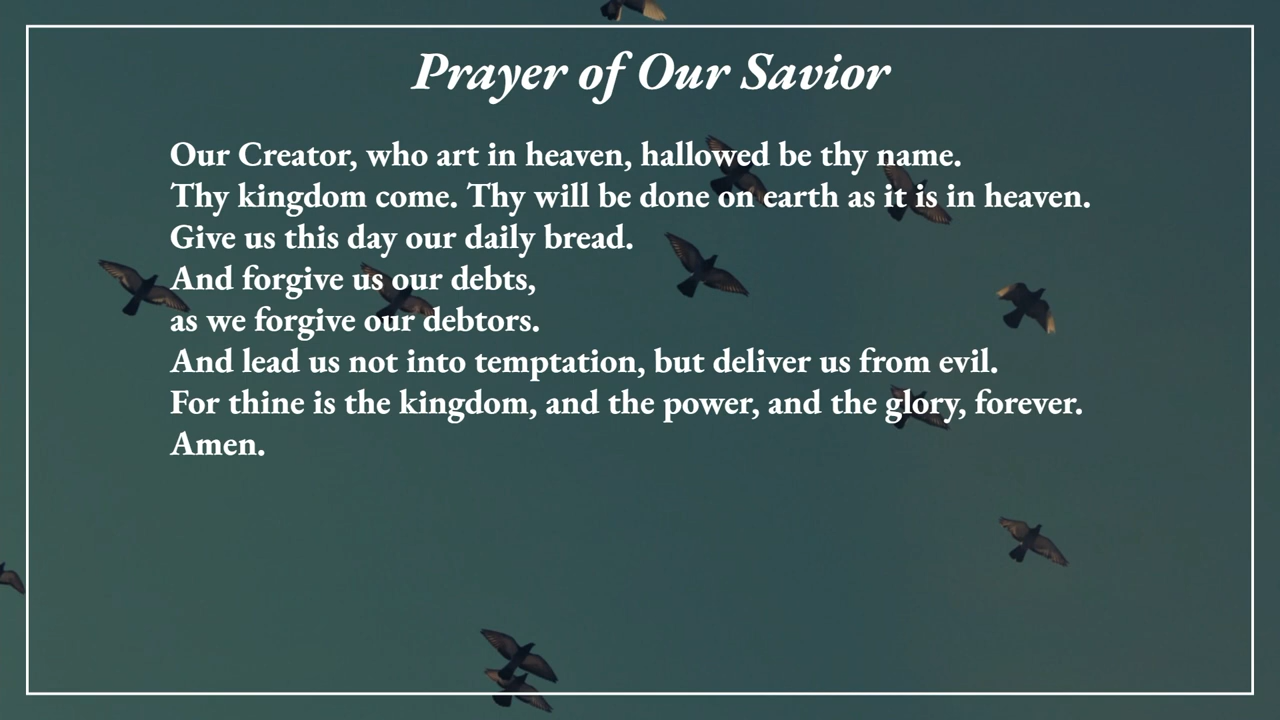 Prayer of Our Savior
Our Creator, who art in heaven, hallowed be thy name.
Thy kingdom come. Thy will be done on earth as it is in heaven.
Give us this day our daily bread.
And forgive us our debts,
as we forgive our debtors.
And lead us not into temptation, but deliver us from evil.
For thine is the kingdom, and the power, and the glory, forever.
Amen.